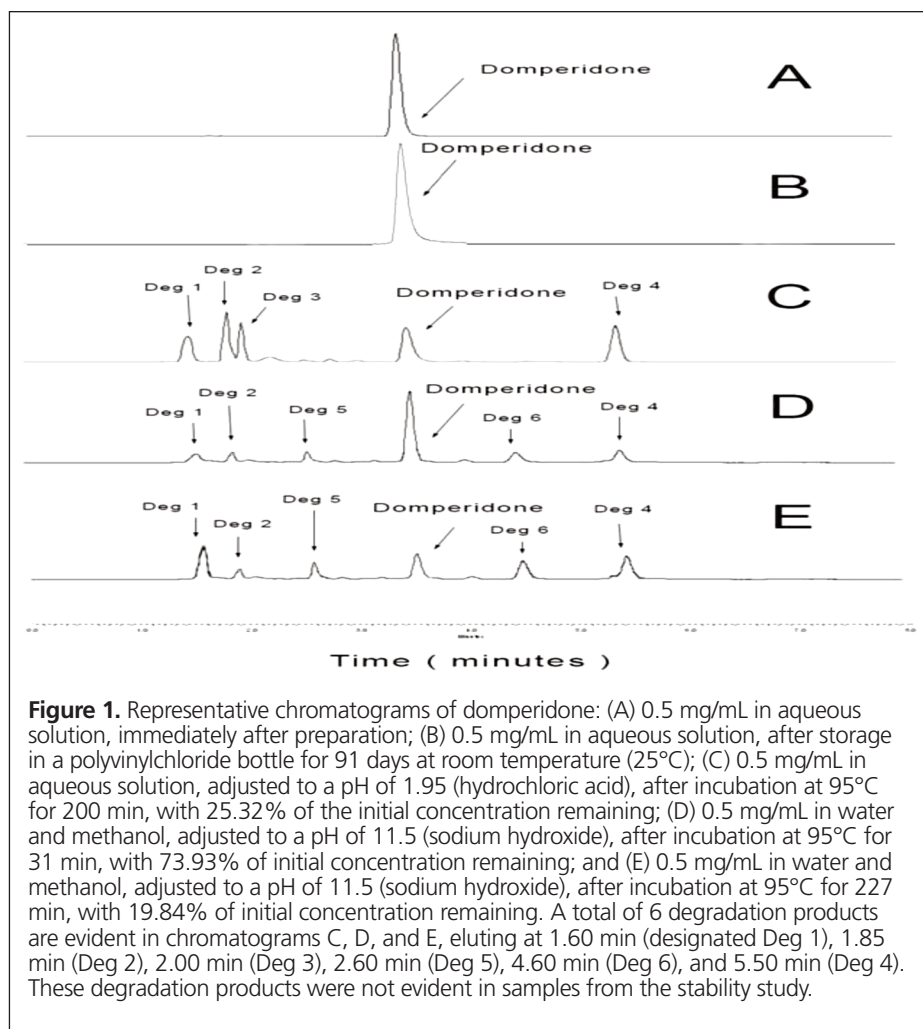 Domperidone
A
Domperidone
B
Deg 2
Deg 1
Deg 3
Domperidone
Deg 4
C
Domperidone
Deg 2
Deg 1
Deg 5
Deg 6
Deg 4
D
Deg 5
Deg 1
Domperidone
Deg 4
Deg 2
Deg 6
E
Time ( minutes )
Figure 1. Representative chromatograms of domperidone: (A) 0.5 mg/mL in aqueous
solution, immediately after preparation; (B) 0.5 mg/mL in aqueous solution, after storage
in a polyvinylchloride bottle for 91 days at room temperature (25°C); (C) 0.5 mg/mL in
aqueous solution, adjusted to a pH of 1.95 (hydrochloric acid), after incubation at 95°C
for 200 min, with 25.32% of the initial concentration remaining; (D) 0.5 mg/mL in water
and methanol, adjusted to a pH of 11.5 (sodium hydroxide), after incubation at 95°C for
31 min, with 73.93% of initial concentration remaining; and (E) 0.5 mg/mL in water and
methanol, adjusted to a pH of 11.5 (sodium hydroxide), after incubation at 95°C for 227
min, with 19.84% of initial concentration remaining. A total of 6 degradation products
are evident in chromatograms C, D, and E, eluting at 1.60 min (designated Deg 1), 1.85
min (Deg 2), 2.00 min (Deg 3), 2.60 min (Deg 5), 4.60 min (Deg 6), and 5.50 min (Deg 4).
These degradation products were not evident in samples from the stability study.